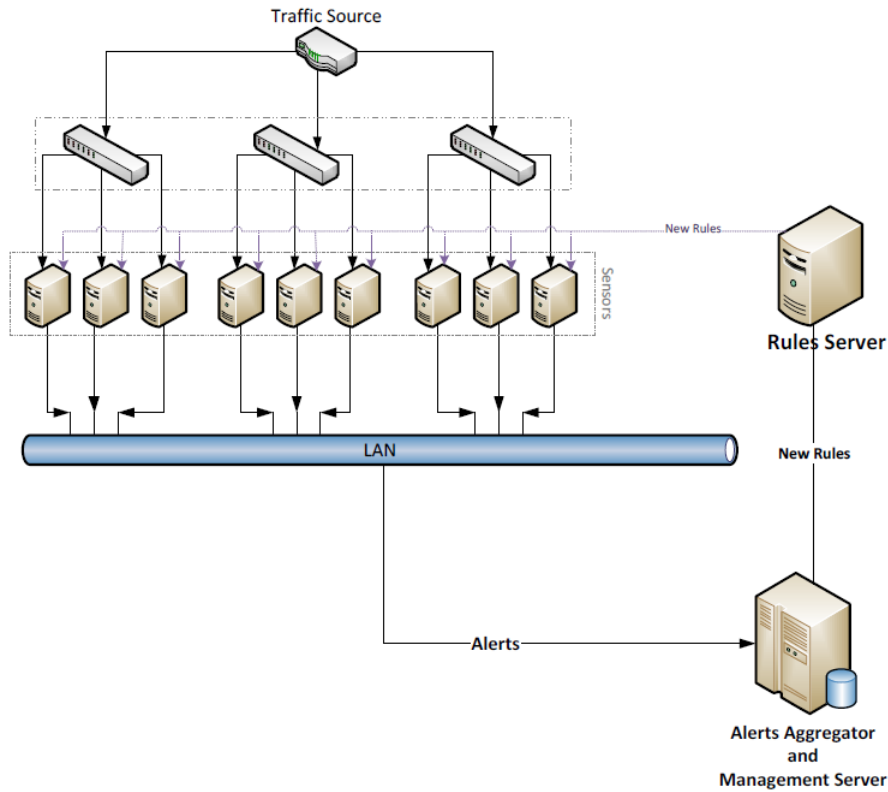 Traffic Source
New Rules
Sensors
Rules Server
LAN
New Rules
Alerts
Alerts Aggregator
and
Management Server